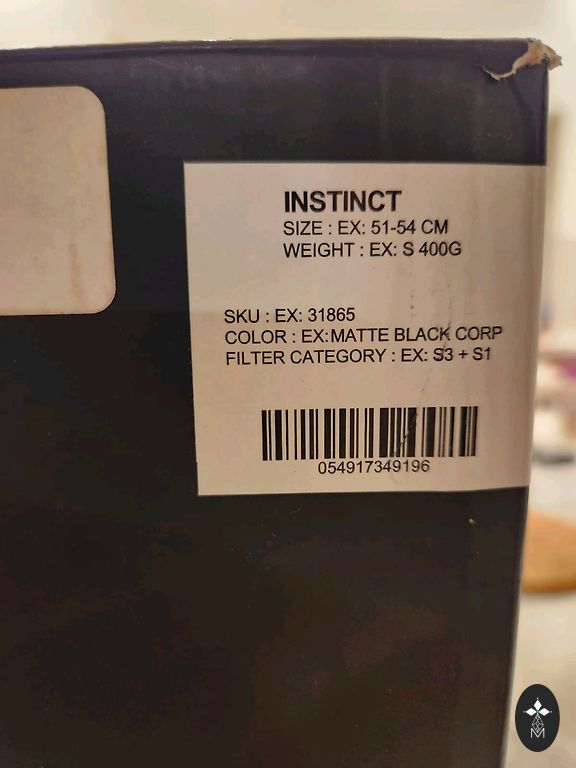 INSTINCT
SIZE : EX: 51-54 CM
WEIGHT : EX: S 400G
SKU : EX: 31865
COLOR : EX:MATTE BLACK CORP
FILTER CATEGORY : EX: S3 + S1
054917349196
M